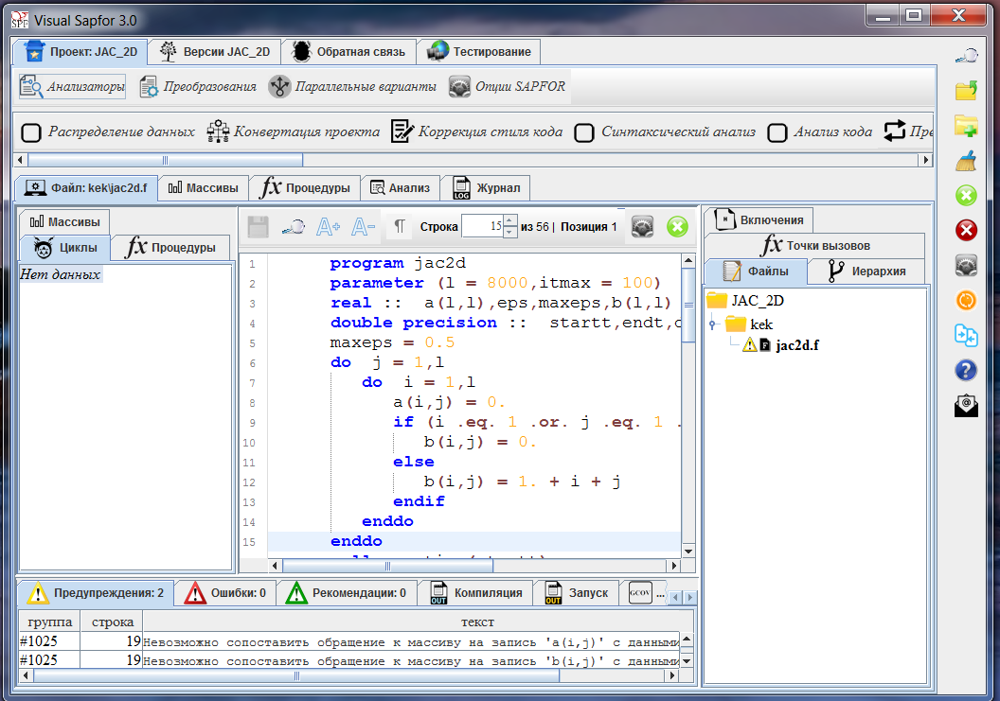 Visual Sapfor 3.0
Проект: JAC_2D Версии JAC_2D Обратная связь Тестирование
Анализаторы Преобразования Параллельные варианты Опции SAPFOR
Распределение данных Конвертация проекта Коррекция стиля кода Синтаксический анализ Анализ кода Пре
Файл: kek\jac2d.f Массивы Процедуры Анализ Журнал
Массивы
Циклы Процедуры
Нет данных
Строка 15 из 56 | Позиция 1
1 program jac2d
2 parameter (l = 8000,itmax = 100)
3 real :: a(l,l),eps,maxeps,b(l,l)
4 double precision :: startt,endt,
5 maxeps = 0.5
6 do j = 1,l
7 do i = 1,l
8 a(i,j) = 0.
9 if (i .eq. 1 .or. j .eq. 1 .
10 b(i,j) = 0.
11 else
12 b(i,j) = 1. + i + j
13 endif
14 enddo
15 enddo
Включения
Точки вызовов
Файлы Иерархия
JAC_2D
kek
jac2d.f
Предупреждения: 2 Ошибки: 0 Рекомендации: 0 Компиляция Запуск GCOV ...
группа строка текст
#1025 19 Невозможно сопоставить обращение к массиву на запись 'a(i,j)' с данными
#1025 19 Невозможно сопоставить обращение к массиву на запись 'b(i,j)' с данными